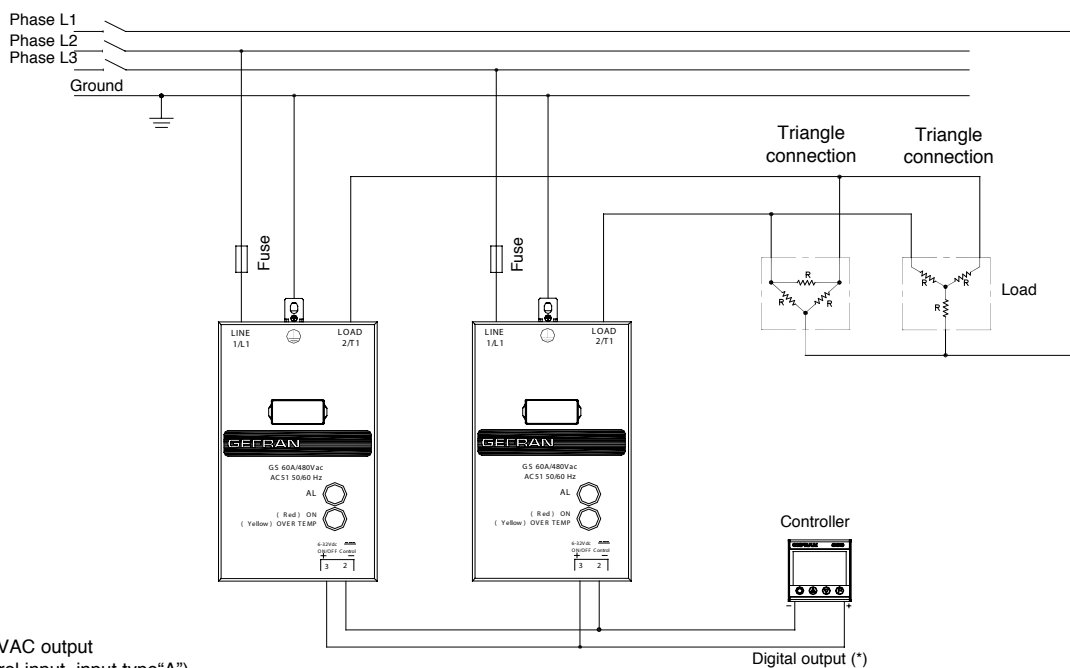 Phase L1
Phase L2
Phase L3
Ground
Triangle
connection
Triangle
connection
Fuse
Fuse
R
R
R
R
R
R
Load
LINE
1/L1
LOAD
2/T1
GEFRAN
GS 60A/480Vac
AC51 50/60 Hz
AL
( Red ) ON
( Yellow ) OVER TEMP
6-32Vdc
ON/OFF Control
+ −
3 2
LINE
1/L1
LOAD
2/T1
GEFRAN
GS 60A/480Vac
AC51 50/60 Hz
AL
( Red ) ON
( Yellow ) OVER TEMP
6-32Vdc
ON/OFF Control
+ −
3 2
Controller
GEFRAN
− +
Digital output (*)
VAC output
input, input type“A”)